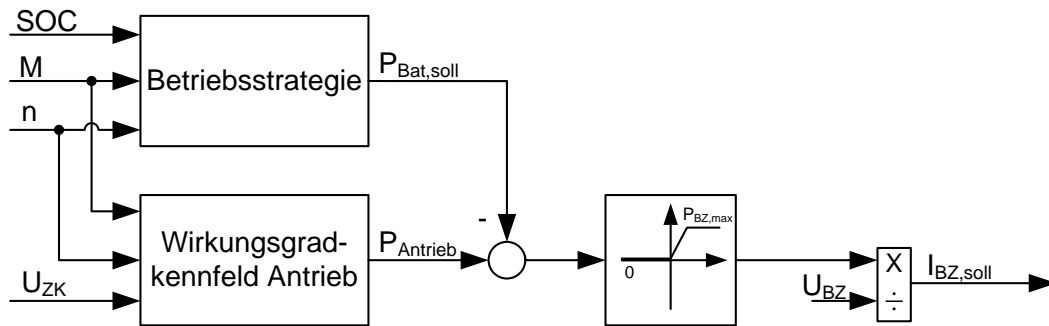 SOC
M
n
Betriebsstrategie
P_Bat,soll
Wirkungsgrad-
kennfeld Antrieb
U_ZK
P_Antrieb
-
P_BZ,max
0
U_BZ
X
÷
I_BZ,soll